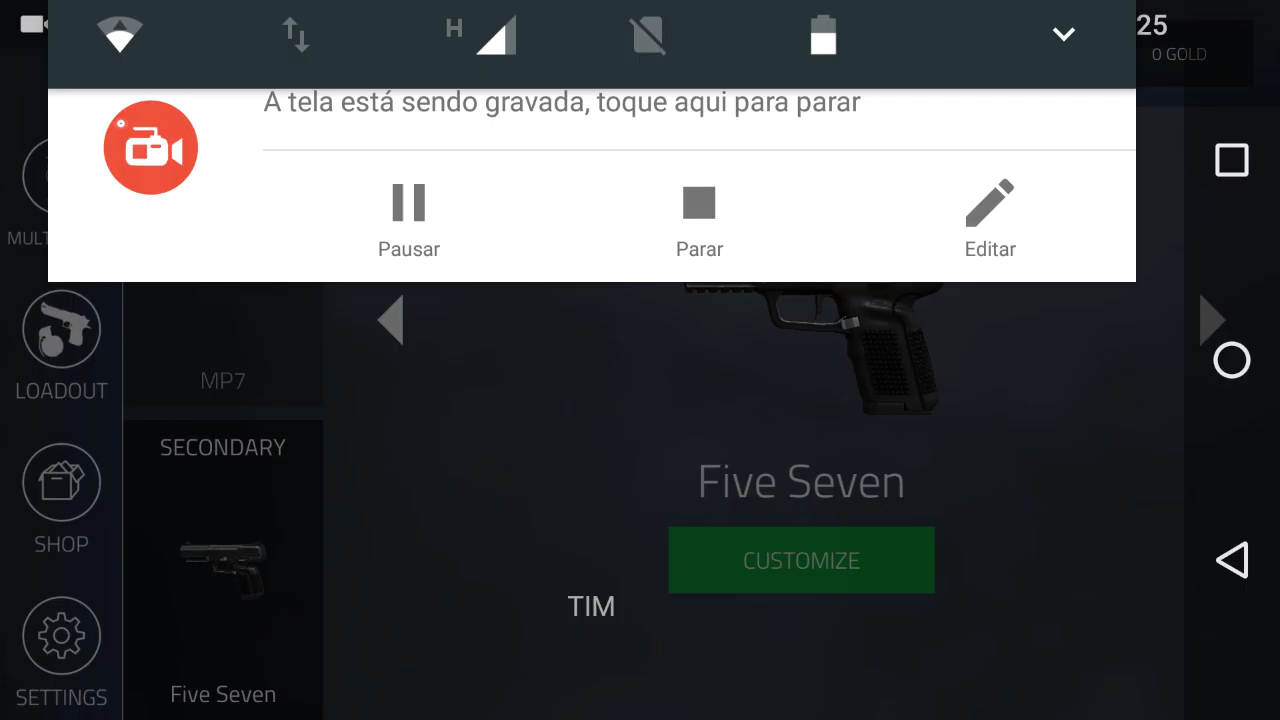 H
25
0 GOLD
A tela está sendo gravada, toque aqui para parar
Pausar
Parar
Editar
MULT
LOADOUT
SHOP
SETTINGS
MP7
SECONDARY
Five Seven
Five Seven
CUSTOMIZE
TIM